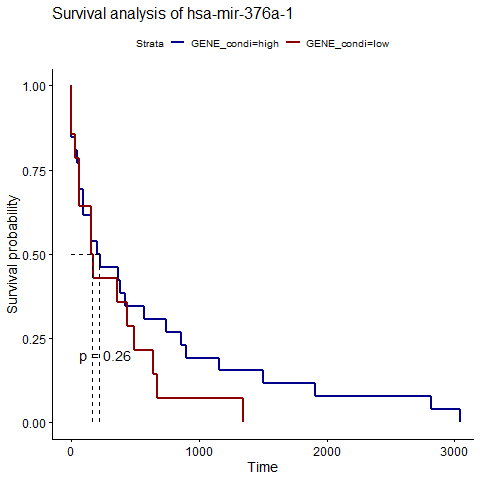 Survival analysis of hsa-mir-376a-1
Strata GENE_condi=high GENE_condi=low
Survival probability
1.00
0.75
0.50
0.25
0.00
p = 0.26
0 1000 2000 3000
Time